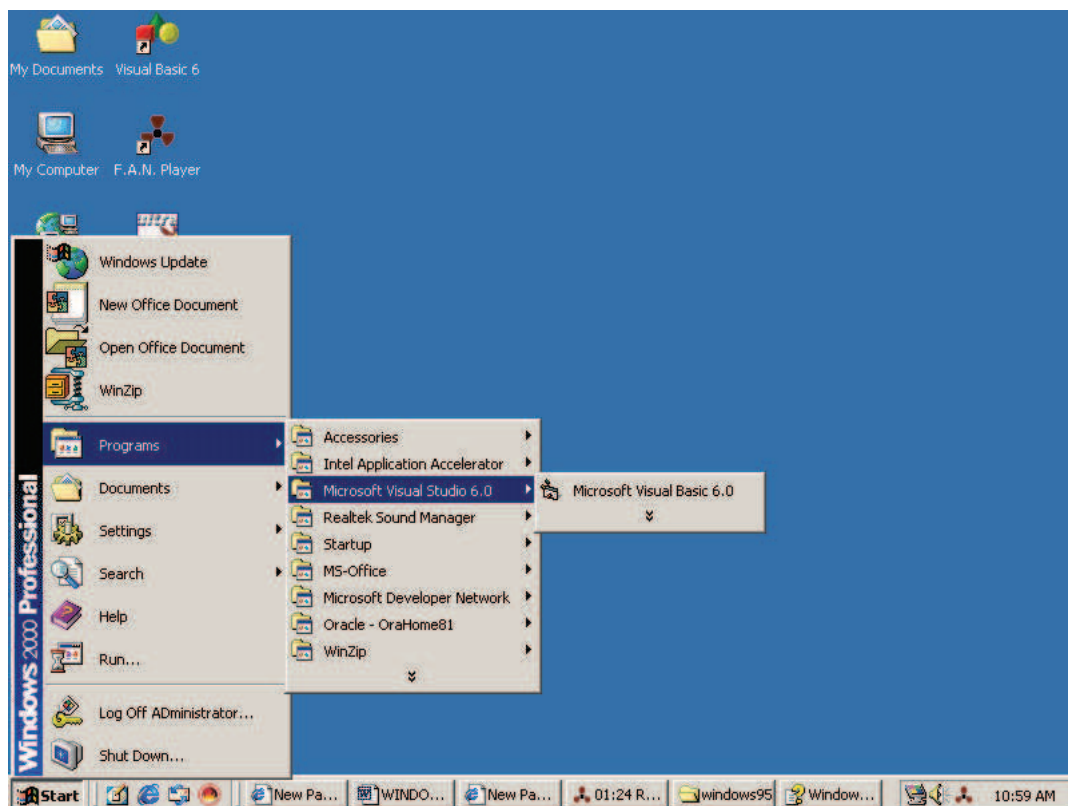 My Documents
Visual Basic 6
My Computer
F.A.N. Player
Windows 2000 Professional
Windows Update
New Office Document
Open Office Document
WinZip
Programs
Documents
Settings
Search
Help
Run...
Log Off ADministrator...
Shut Down...
Accessories
Intel Application Accelerator
Microsoft Visual Studio 6.0
Realtek Sound Manager
Startup
MS-Office
Microsoft Developer Network
Oracle - OraHome81
WinZip
Microsoft Visual Basic 6.0
Start
New Pa...
WINDO...
New Pa...
01:24 R...
windows95
Window...
10:59 AM